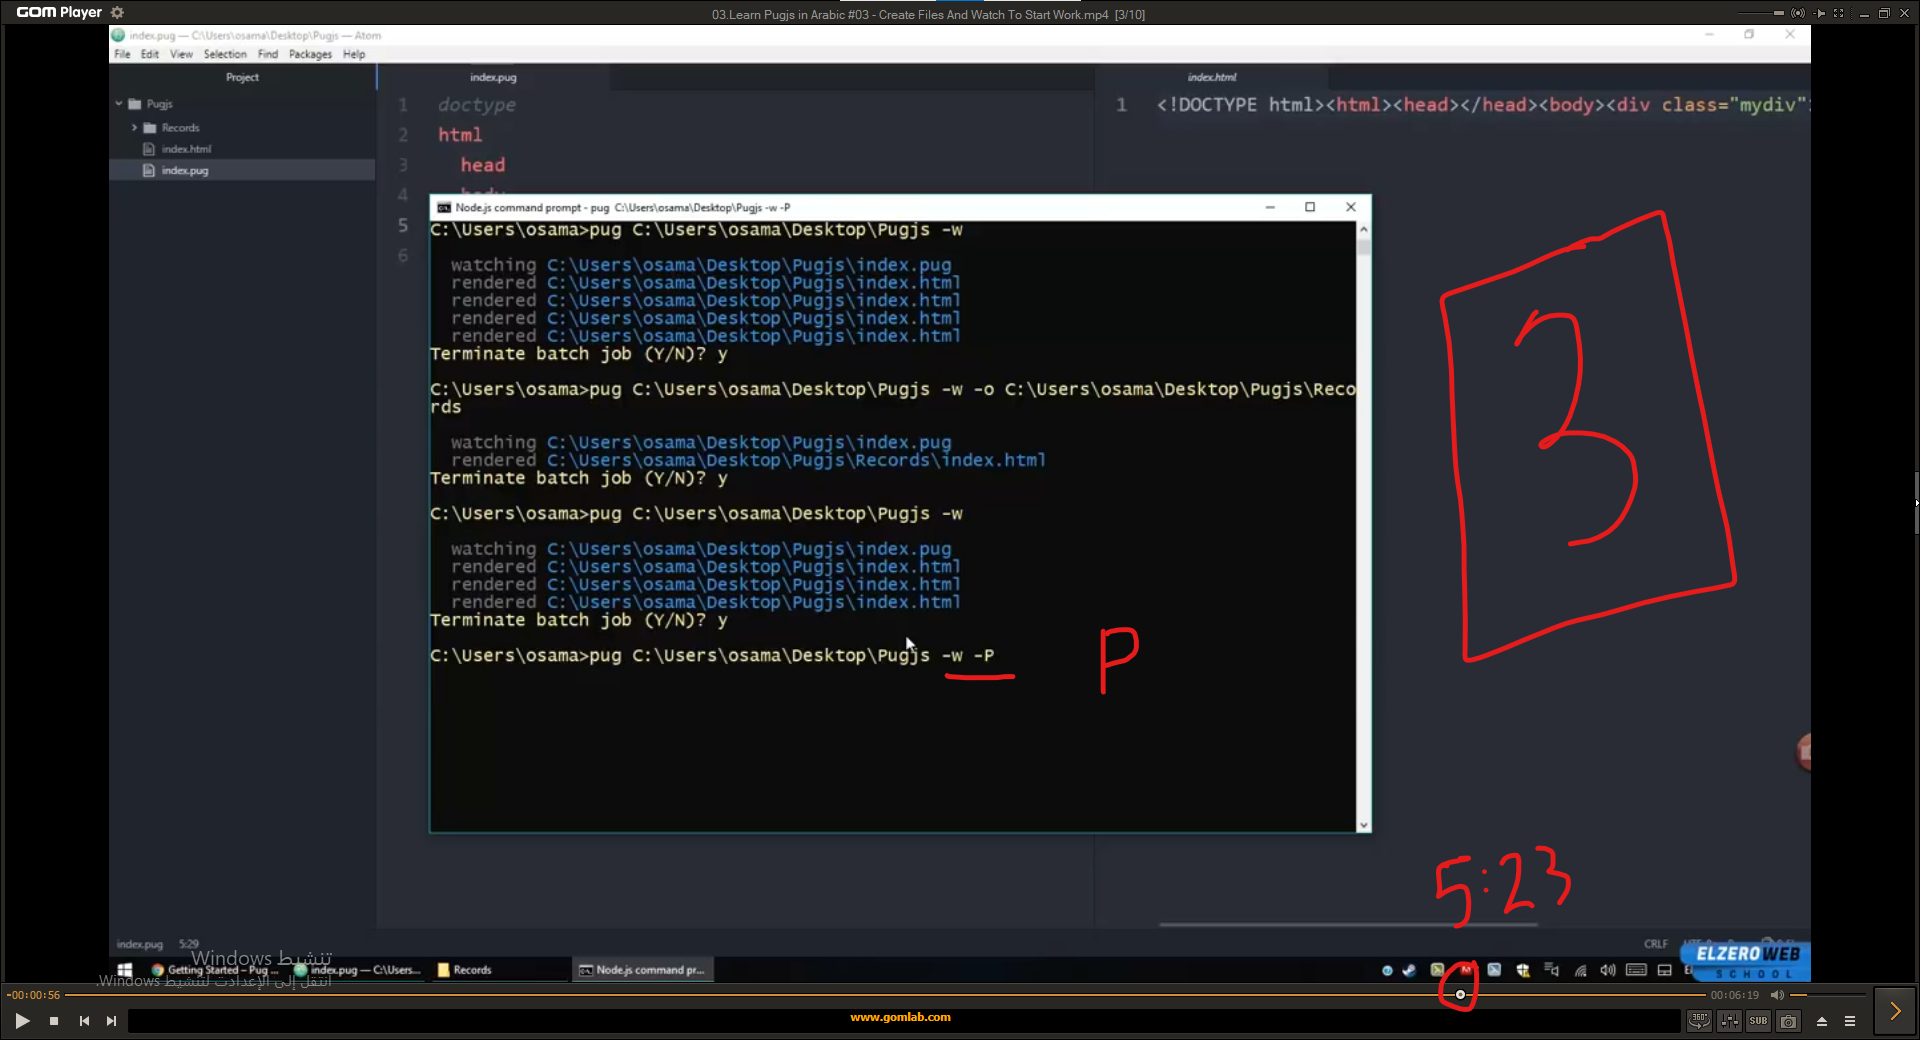 GOM Player
03.Learn Pugjs in Arabic #03 - Create Files And Watch To Start Work.mp4 [3/10]
index.pug — C:\Users\osama\Desktop\Pugjs — Atom
File Edit View Selection Find Packages Help
Project
Pugjs
Records
index.html
index.pug
index.pug
1 doctype
2 html
3 head
4 body
5
6
index.html
1 <!DOCTYPE html><html><head></head><body><div class="mydiv"
Node.js command prompt - pug C:\Users\osama\Desktop\Pugjs -w -P
C:\Users\osama>pug C:\Users\osama\Desktop\Pugjs -w
watching C:\Users\osama\Desktop\Pugjs\index.pug
rendered C:\Users\osama\Desktop\Pugjs\index.html
rendered C:\Users\osama\Desktop\Pugjs\index.html
rendered C:\Users\osama\Desktop\Pugjs\index.html
rendered C:\Users\osama\Desktop\Pugjs\index.html
Terminate batch job (Y/N)? y
C:\Users\osama>pug C:\Users\osama\Desktop\Pugjs -w -o C:\Users\osama\Desktop\Pugjs\Reco
rds
watching C:\Users\osama\Desktop\Pugjs\index.pug
rendered C:\Users\osama\Desktop\Pugjs\Records\index.html
Terminate batch job (Y/N)? y
C:\Users\osama>pug C:\Users\osama\Desktop\Pugjs -w
watching C:\Users\osama\Desktop\Pugjs\index.pug
rendered C:\Users\osama\Desktop\Pugjs\index.html
rendered C:\Users\osama\Desktop\Pugjs\index.html
rendered C:\Users\osama\Desktop\Pugjs\index.html
Terminate batch job (Y/N)? y
C:\Users\osama>pug C:\Users\osama\Desktop\Pugjs -w -P
P
3
5:23
index.pug 5:29
CRLF
تنشيط Windows
انتقل إلى الإعدادات لتنشيط Windows.
Getting Started – Pug ...
index.pug — C:\Users...
Records
Node.js command pr...
ELZEROWEB
SCHOOL
-00:00:56
00:06:19
www.gomlab.com
360°
SUB